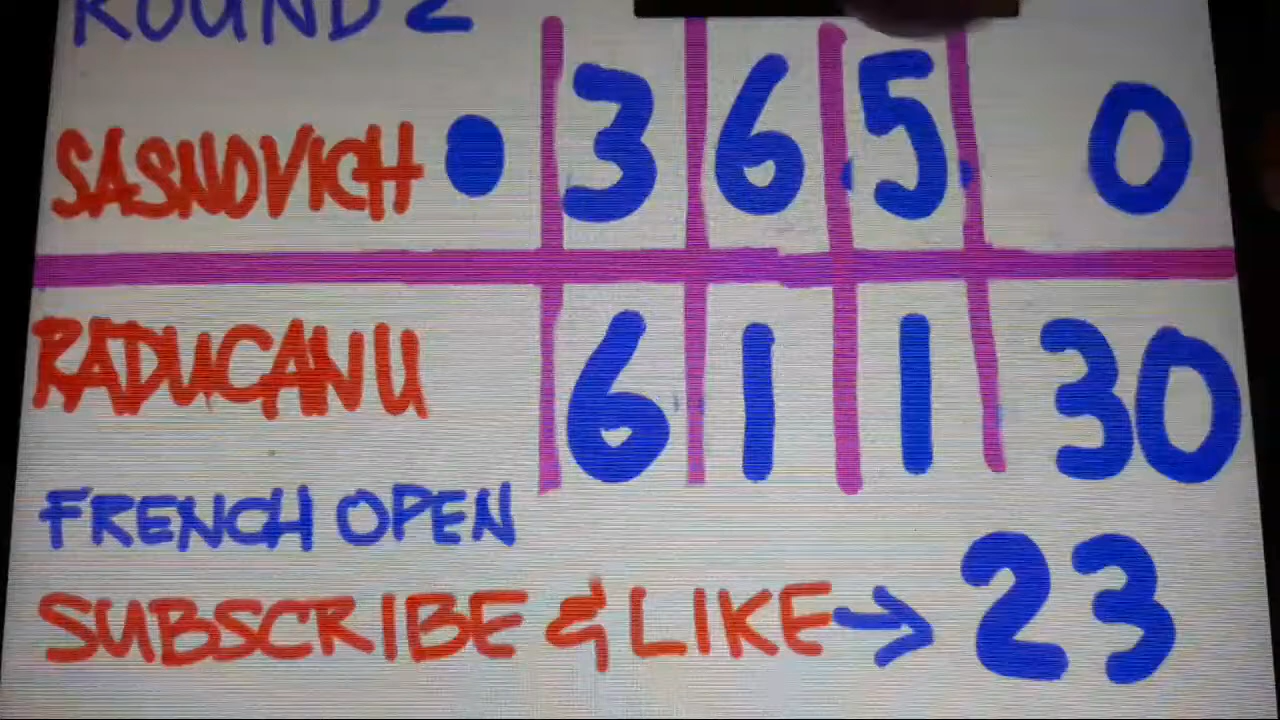 ROUND 2
SASNOVICH 3 6 5 0
RADUCANU 6 1 1 30
FRENCH OPEN
SUBSCRIBE & LIKE → 23